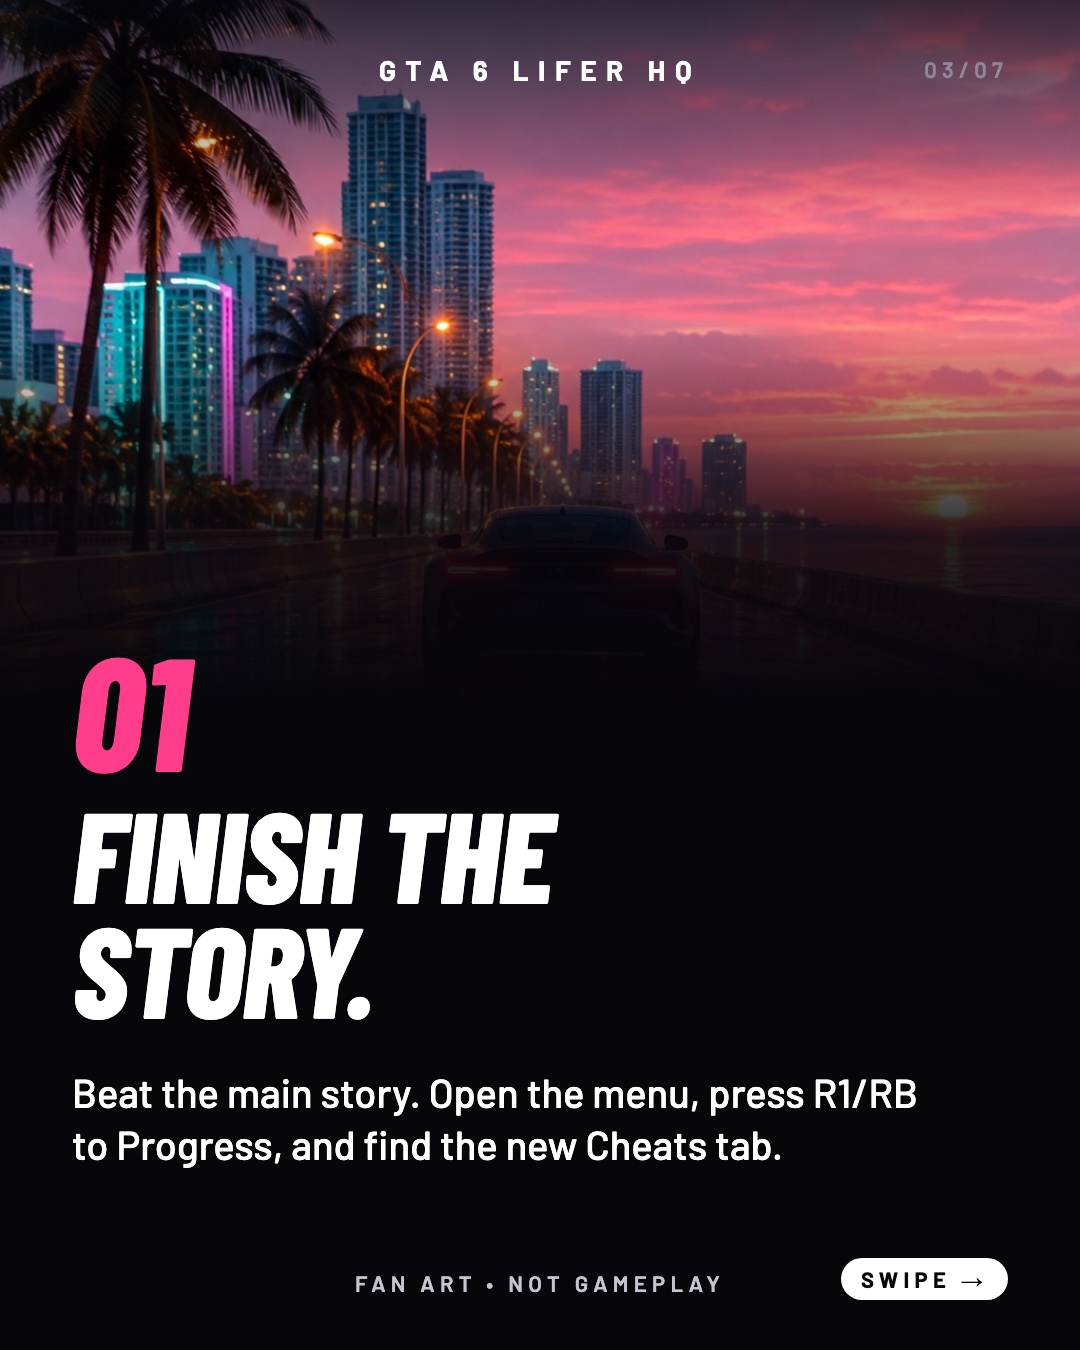 GTA 6 LIFER HQ
03/07
01
FINISH THE
STORY.
Beat the main story. Open the menu, press R1/RB
to Progress, and find the new Cheats tab.
FAN ART • NOT GAMEPLAY
SWIPE →